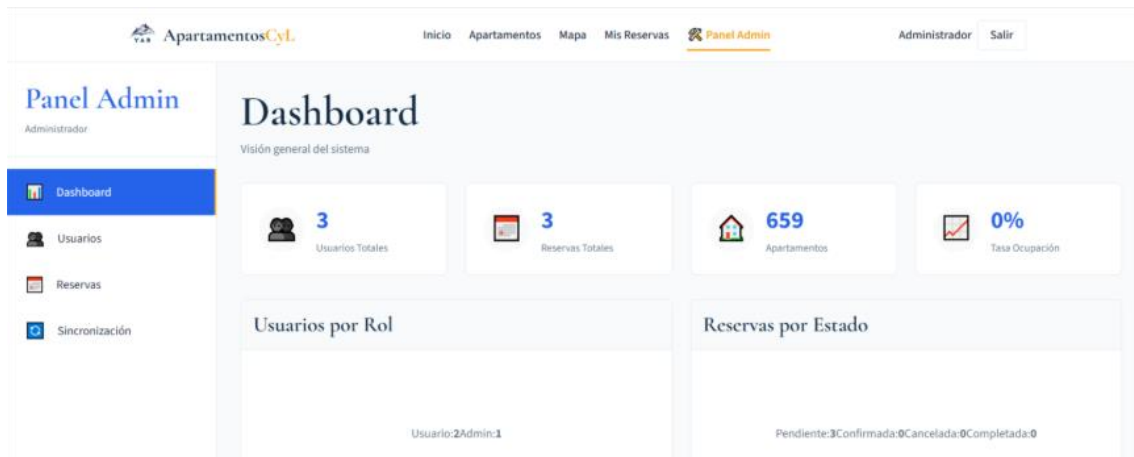 YAR ApartamentosCyL
Inicio Apartamentos Mapa Mis Reservas Panel Admin
Administrador Salir
Panel Admin
Administrador
Dashboard
Usuarios
Reservas
Sincronización
Dashboard
Visión general del sistema
3
Usuarios Totales
3
Reservas Totales
659
Apartamentos
0%
Tasa Ocupación
Usuarios por Rol
Usuario:2Admin:1
Reservas por Estado
Pendiente:3Confirmada:0Cancelada:0Completada:0